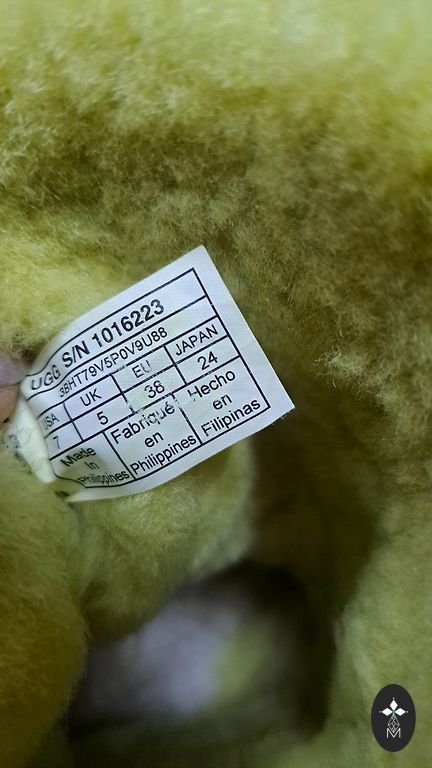 UGG S/N 1016223
38HT79V5P0V9U88
USA UK EU JAPAN
7 5 38 24
Made in Philippines
Fabriqué en Philippines
Hecho en Filipinas
M